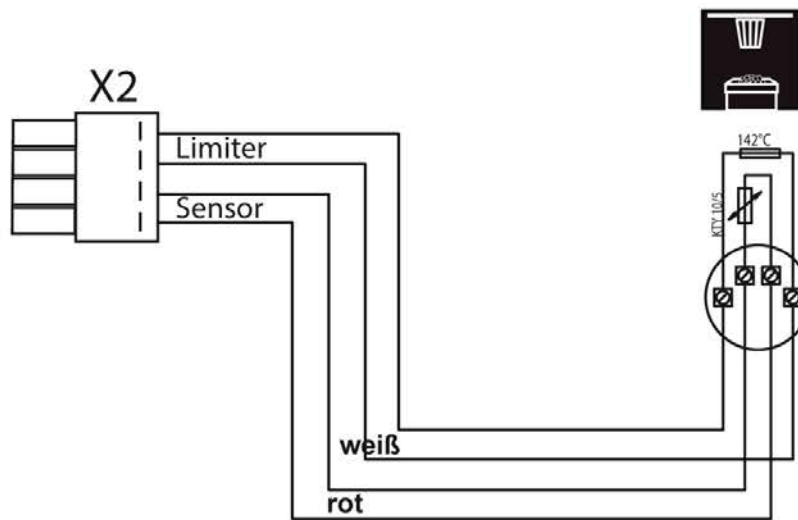 X2
Limiter
Sensor
142°C
KTY 10/5
weiß
rot